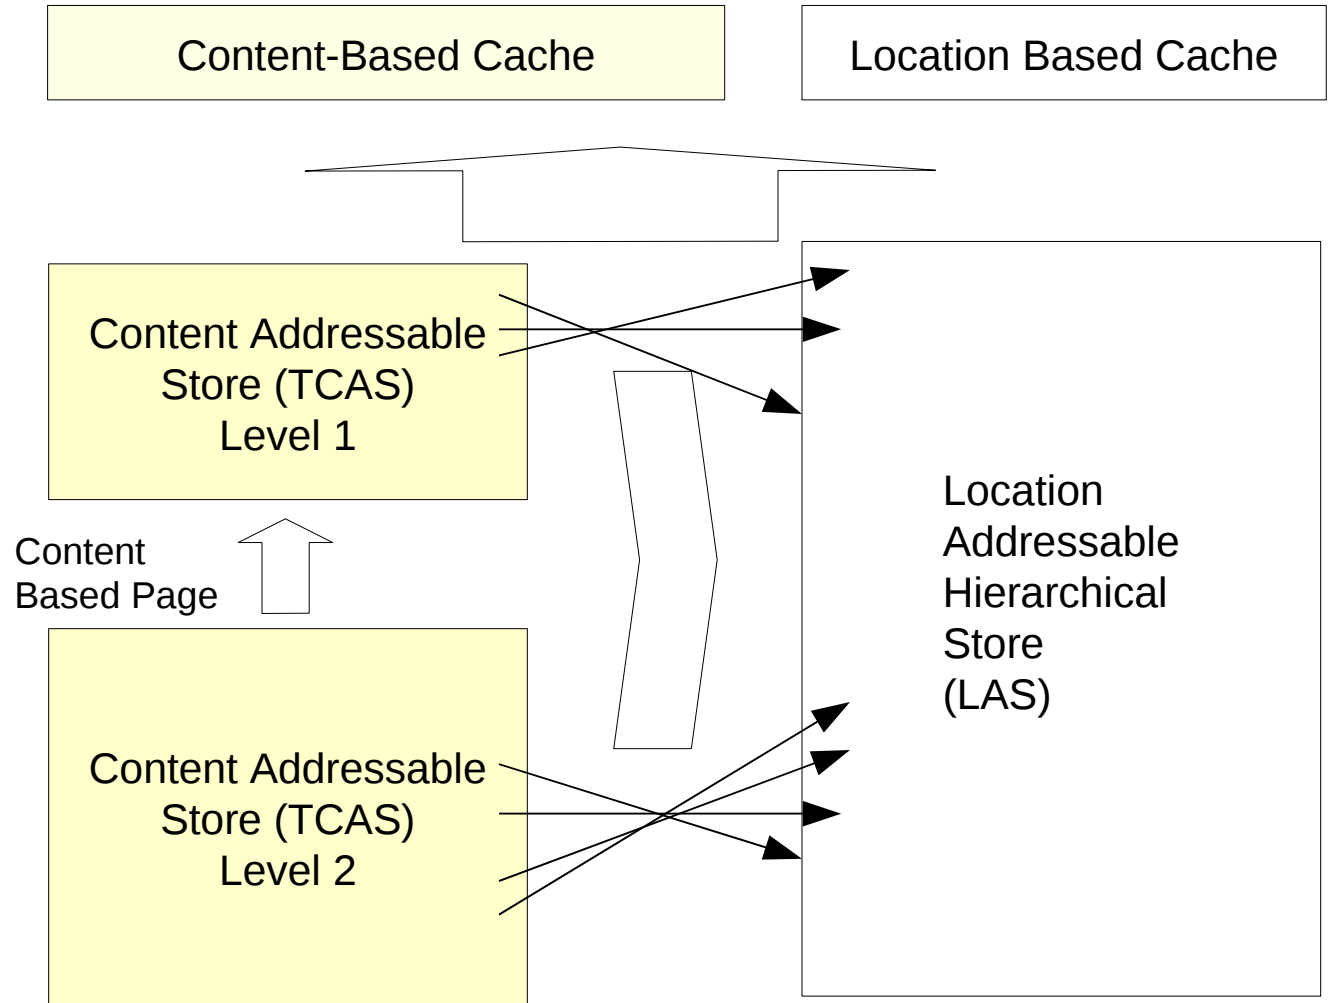 Content-Based Cache
Location Based Cache
Content Addressable
Store (TCAS)
Level 1
Content
Based Page
Location
Addressable
Hierarchical
Store
(LAS)
Content Addressable
Store (TCAS)
Level 2